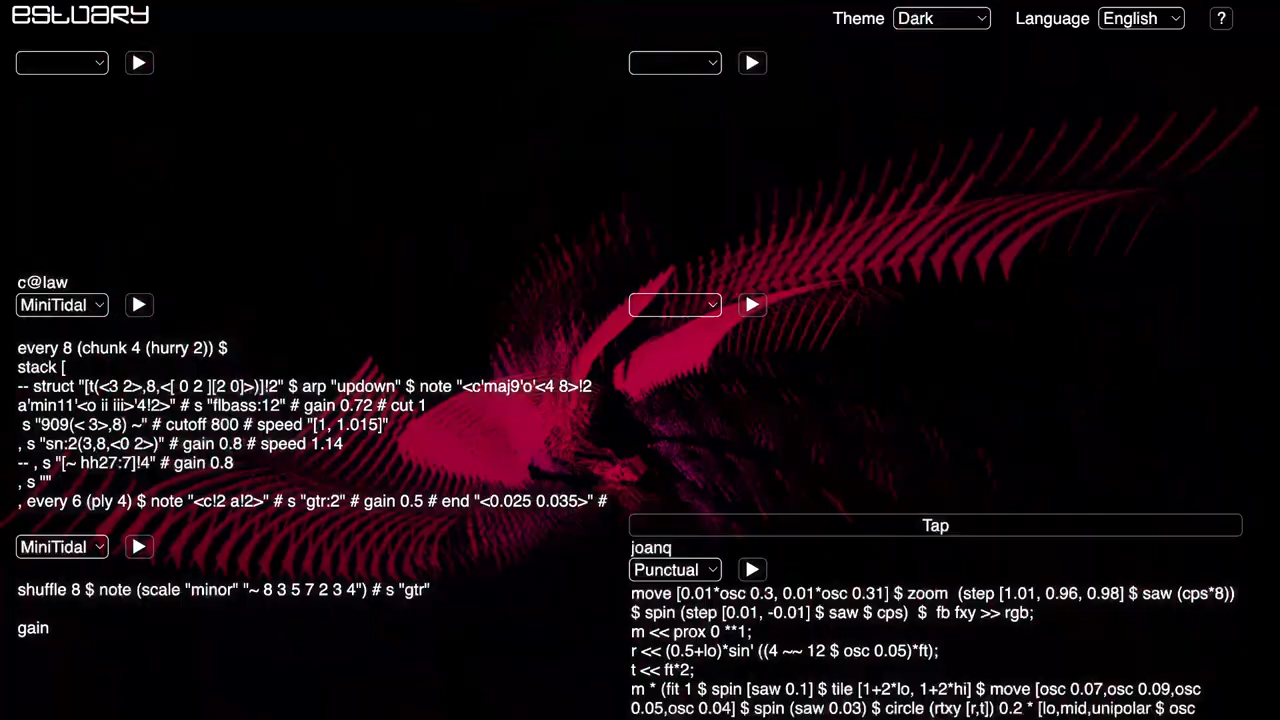 estuary
Theme Dark Language English ?
c@law
MiniTidal
every 8 (chunk 4 (hurry 2)) $
stack [
-- struct "[t(<3 2>,8,<[ 0 2 ][2 0]>)]!2" $ arp "updown" $ note "<c'maj9'o'<4 8>!2
a'min11'<o ii iii>'4!2>" # s "flbass:12" # gain 0.72 # cut 1
s "909(< 3>,8) ~" # cutoff 800 # speed "[1, 1.015]"
, s "sn:2(3,8,<0 2>)" # gain 0.8 # speed 1.14
-- , s "[~ hh27:7]!4" # gain 0.8
, s ""
, every 6 (ply 4) $ note "<c!2 a!2>" # s "gtr:2" # gain 0.5 # end "<0.025 0.035>" #
MiniTidal
shuffle 8 $ note (scale "minor" "~ 8 3 5 7 2 3 4") # s "gtr"
gain
Tap
joanq
Punctual
move [0.01*osc 0.3, 0.01*osc 0.31] $ zoom  (step [1.01, 0.96, 0.98] $ saw (cps*8))
$ spin (step [0.01, -0.01] $ saw $ cps)  $  fb fxy >> rgb;
m << prox 0 **1;
r << (0.5+lo)*sin' ((4 ~~ 12 $ osc 0.05)*ft);
t << ft*2;
m * (fit 1 $ spin [saw 0.1] $ tile [1+2*lo, 1+2*hi] $ move [osc 0.07,osc 0.09,osc
0.05,osc 0.04] $ spin (saw 0.03) $ circle (rtxy [r,t]) 0.2 * [lo,mid,unipolar $ osc